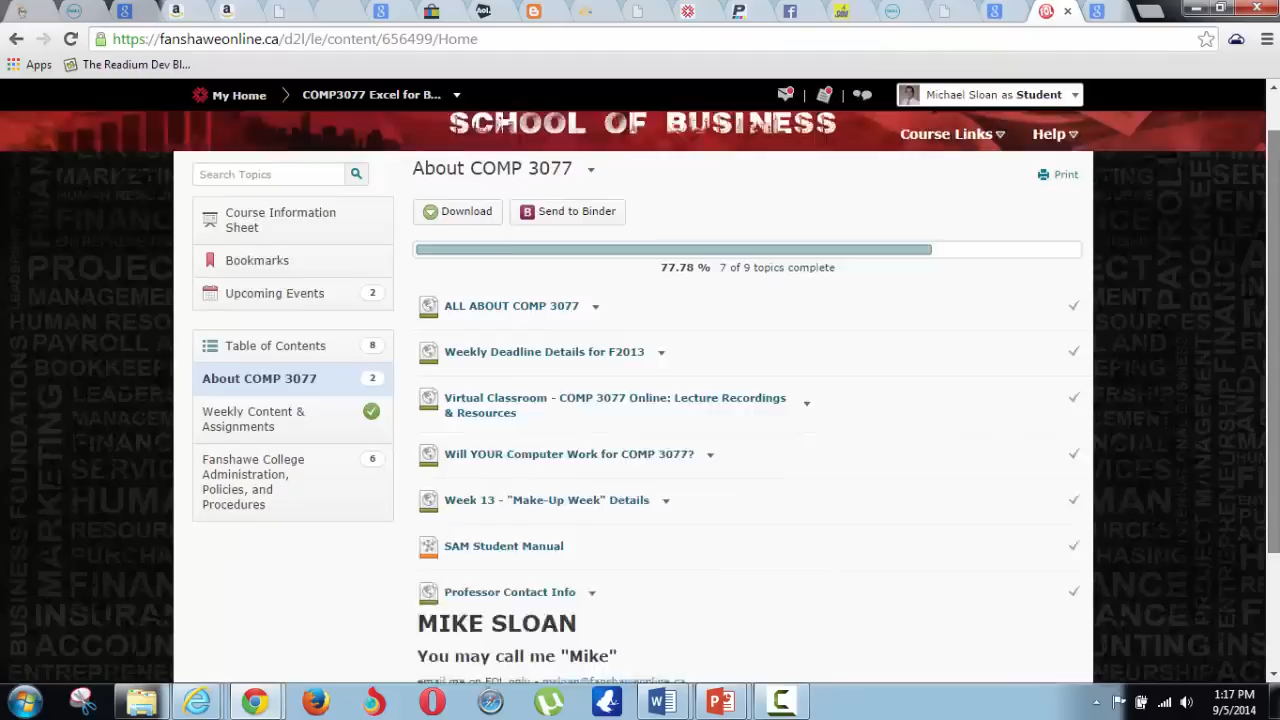 https://fanshaweonline.ca/d2l/le/content/656499/Home
Apps
The Readium Dev Bl...
My Home
COMP3077 Excel for B...
Michael Sloan as Student
SCHOOL OF BUSINESS
Course Links
Help
Search Topics
About COMP 3077
Print
Course Information
Sheet
Download
Send to Binder
Bookmarks
77.78 %
7 of 9 topics complete
Upcoming Events
2
ALL ABOUT COMP 3077
Table of Contents
8
Weekly Deadline Details for F2013
About COMP 3077
2
Virtual Classroom - COMP 3077 Online: Lecture Recordings
& Resources
Weekly Content &
Assignments
Will YOUR Computer Work for COMP 3077?
Fanshawe College
Administration,
Policies, and
Procedures
6
Week 13 - "Make-Up Week" Details
SAM Student Manual
Professor Contact Info
MIKE SLOAN
You may call me "Mike"
1:17 PM
9/5/2014